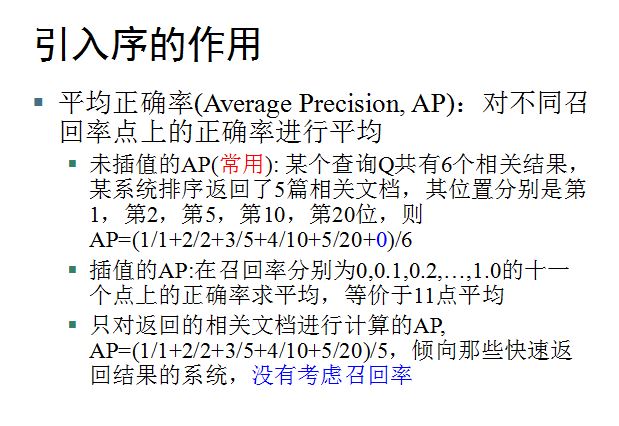 引入序的作用
平均正确率(Average Precision, AP)：对不同召
回率点上的正确率进行平均
未插值的AP(常用): 某个查询Q共有6个相关结果，
某系统排序返回了5篇相关文档，其位置分别是第
1，第2，第5，第10，第20位，则
AP=(1/1+2/2+3/5+4/10+5/20+0)/6
插值的AP:在召回率分别为0,0.1,0.2,…,1.0的十一
个点上的正确率求平均，等价于11点平均
只对返回的相关文档进行计算的AP,
AP=(1/1+2/2+3/5+4/10+5/20)/5，倾向那些快速返
回结果的系统，没有考虑召回率